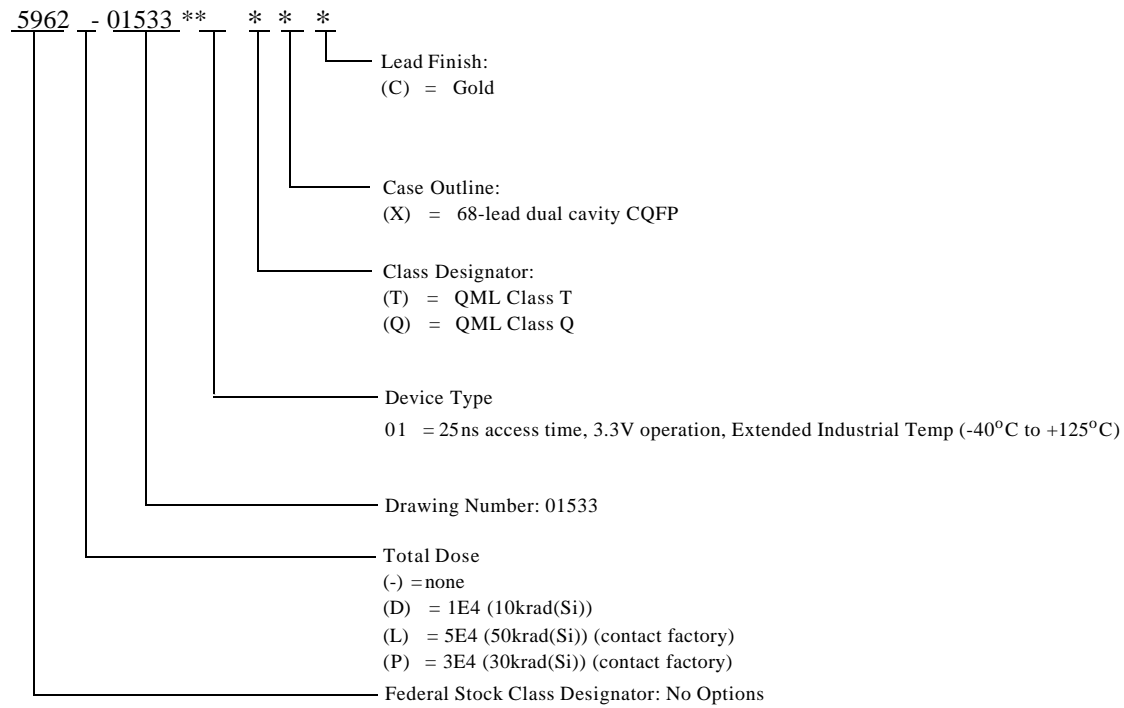 5962 - 01533 ** * * *
Lead Finish:
(C) = Gold
Case Outline:
(X) = 68-lead dual cavity CQFP
Class Designator:
(T) = QML Class T
(Q) = QML Class Q
Device Type
01 = 25ns access time, 3.3V operation, Extended Industrial Temp (-40°C to +125°C)
Drawing Number: 01533
Total Dose
(-) = none
(D) = 1E4 (10krad(Si))
(L) = 5E4 (50krad(Si)) (contact factory)
(P) = 3E4 (30krad(Si)) (contact factory)
Federal Stock Class Designator: No Options